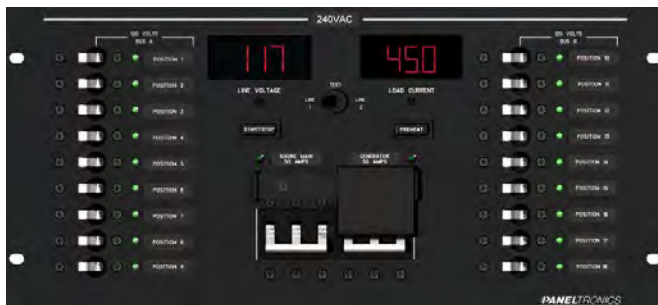 240VAC
120 VOLTS
BUS A
POSITION 1
POSITION 2
POSITION 3
POSITION 4
POSITION 5
POSITION 6
POSITION 7
POSITION 8
POSITION 9
117
LINE VOLTAGE
TEST
LINE
1
LINE
2
450
LOAD CURRENT
START/STOP
PREHEAT
SHORE MAIN
50 AMPS
GENERATOR
50 AMPS
120 VOLTS
BUS B
POSITION 10
POSITION 11
POSITION 12
POSITION 13
POSITION 14
POSITION 15
POSITION 16
POSITION 17
POSITION 18
PANELTRONICS